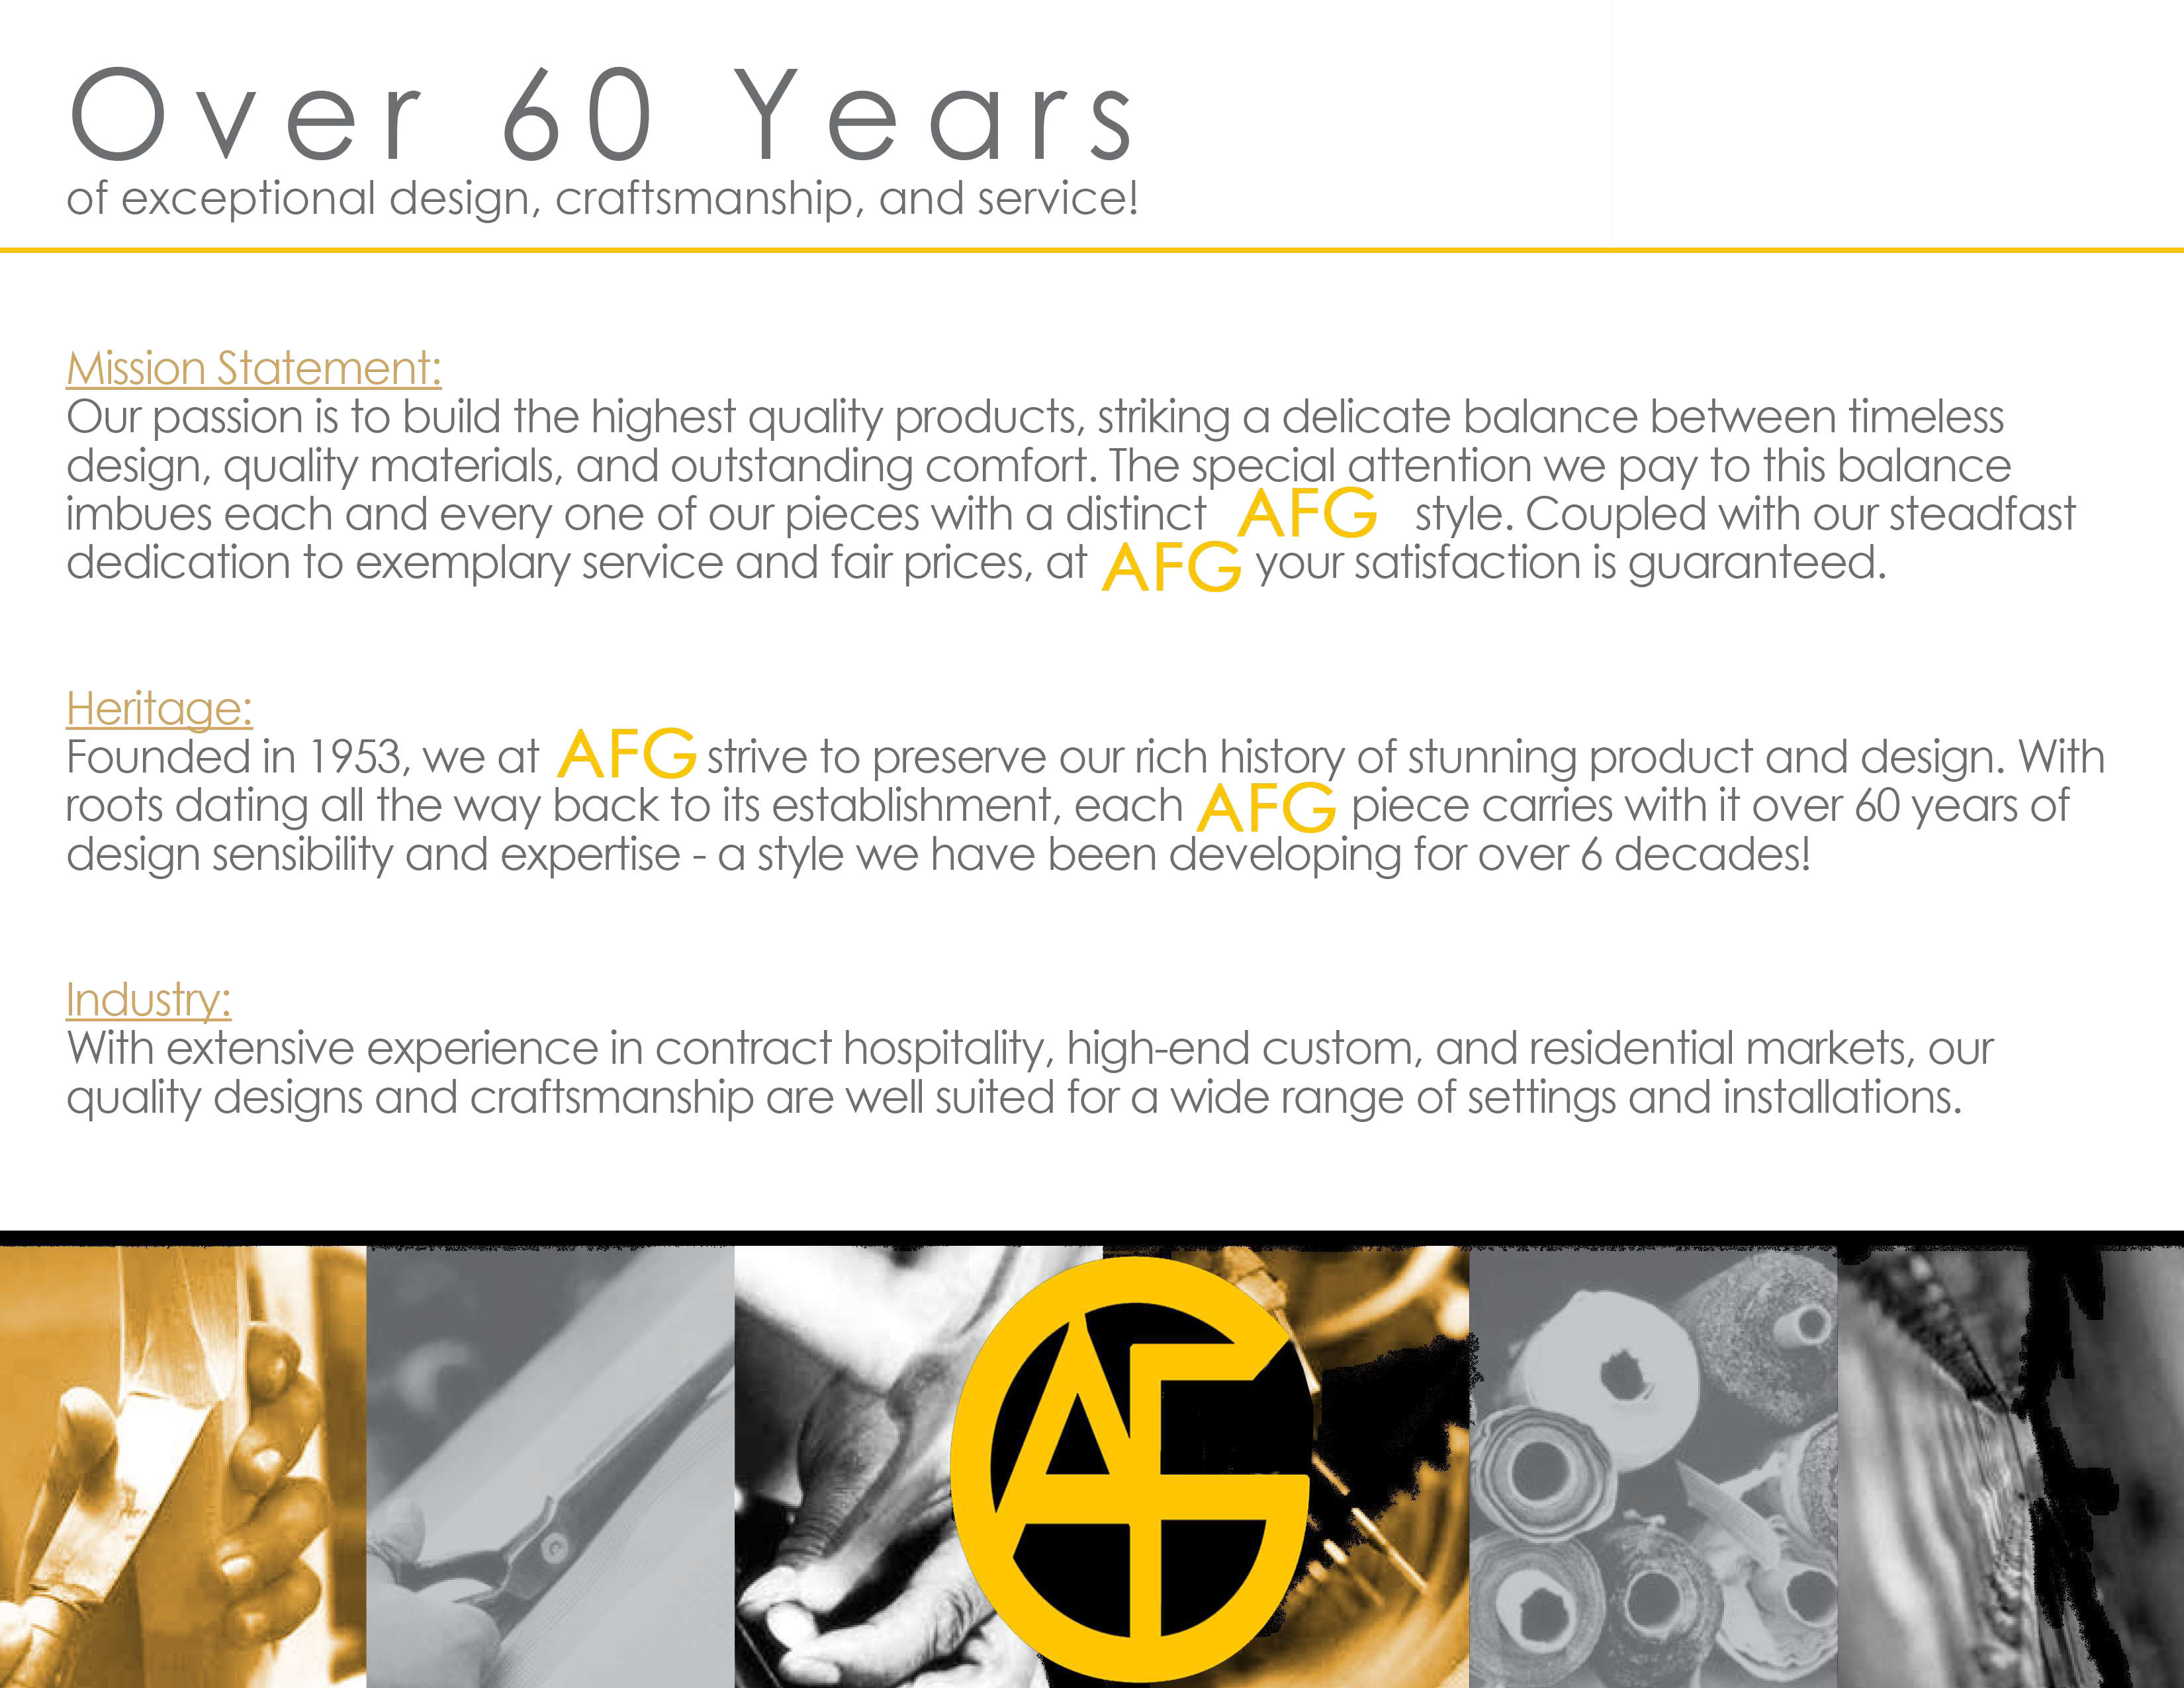 Over 60 Years
of exceptional design, craftsmanship, and service!
Mission Statement:
Our passion is to build the highest quality products, striking a delicate balance between timeless
design, quality materials, and outstanding comfort. The special attention we pay to this balance
imbues each and every one of our pieces with a distinct AFG style. Coupled with our steadfast
dedication to exemplary service and fair prices, at AFG your satisfaction is guaranteed.
Heritage:
Founded in 1953, we at AFG strive to preserve our rich history of stunning product and design. With
roots dating all the way back to its establishment, each AFG piece carries with it over 60 years of
design sensibility and expertise - a style we have been developing for over 6 decades!
Industry:
With extensive experience in contract hospitality, high-end custom, and residential markets, our
quality designs and craftsmanship are well suited for a wide range of settings and installations.
AFG